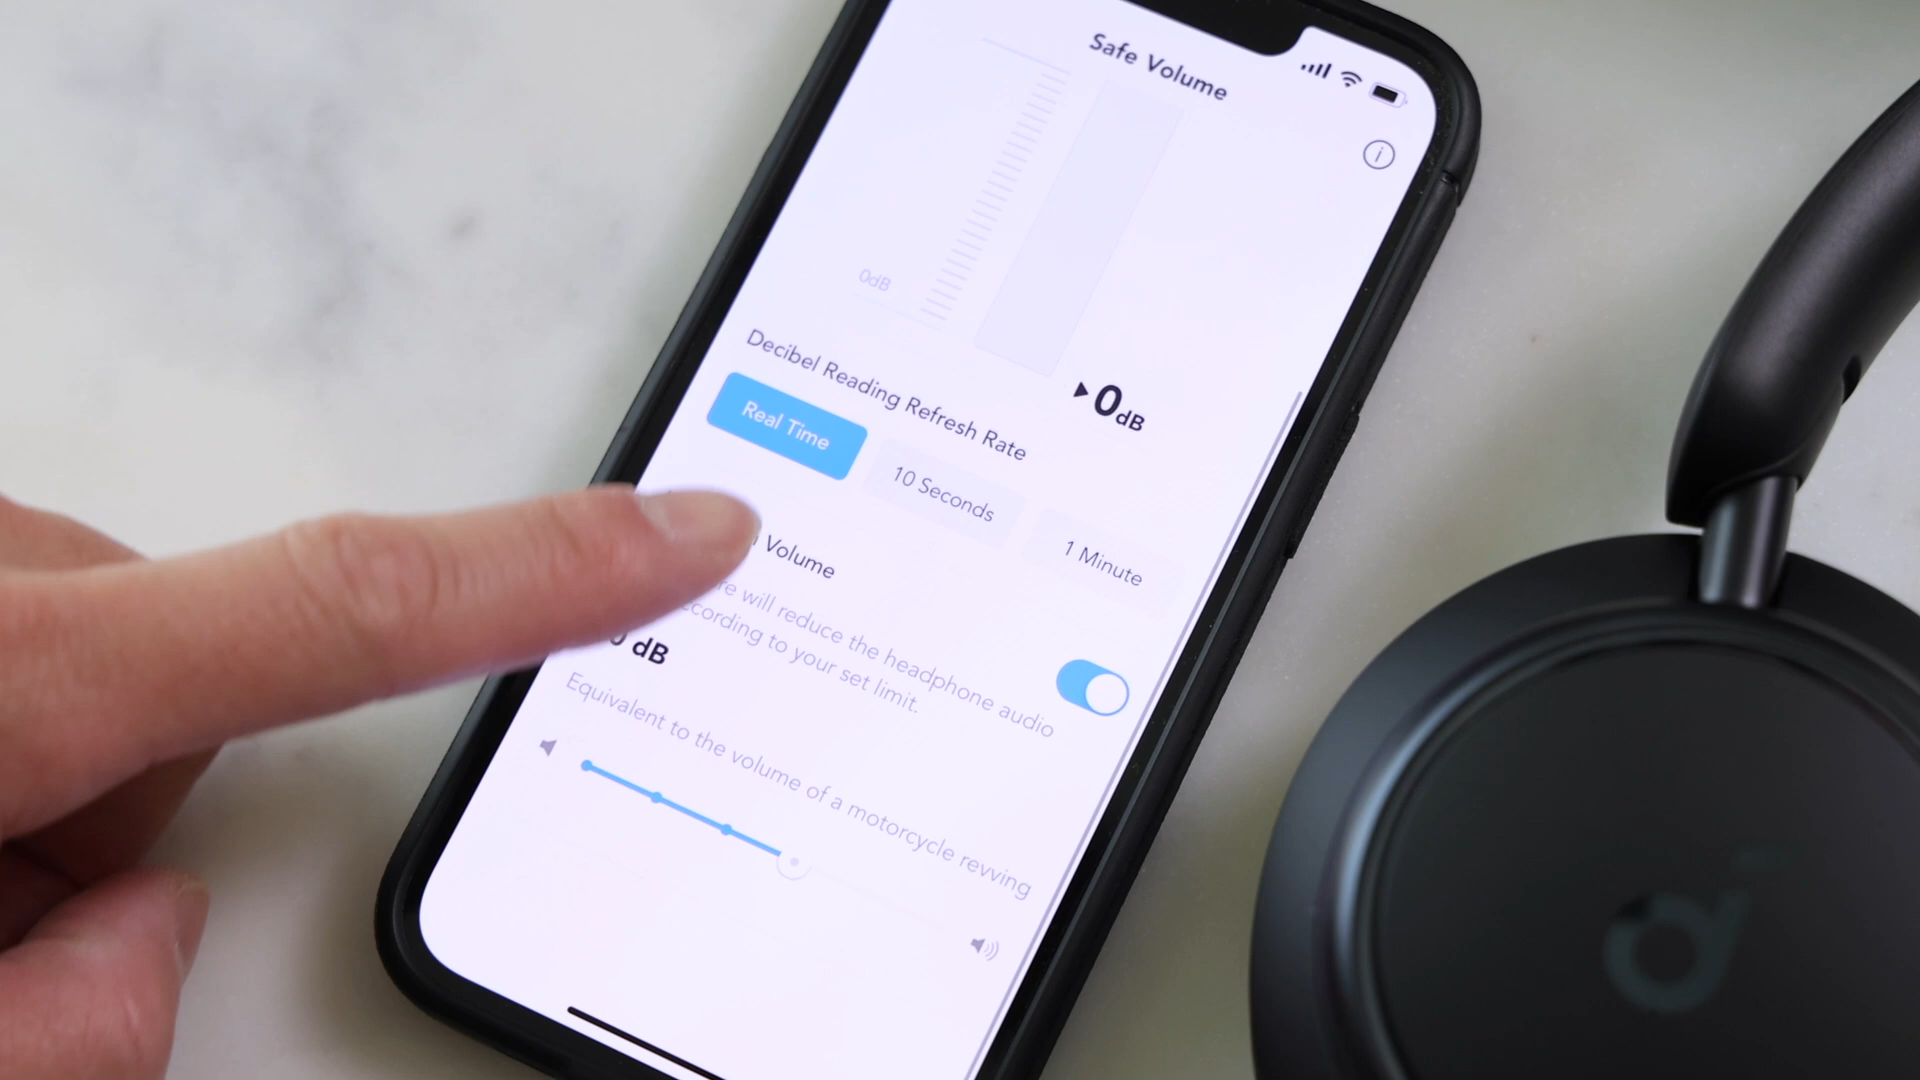 Safe Volume
0dB
▶0dB
Decibel Reading Refresh Rate
Real Time
10 Seconds
1 Minute
Volume
will reduce the headphone audio
to your set limit.
dB
Equivalent to the volume of a motorcycle revving